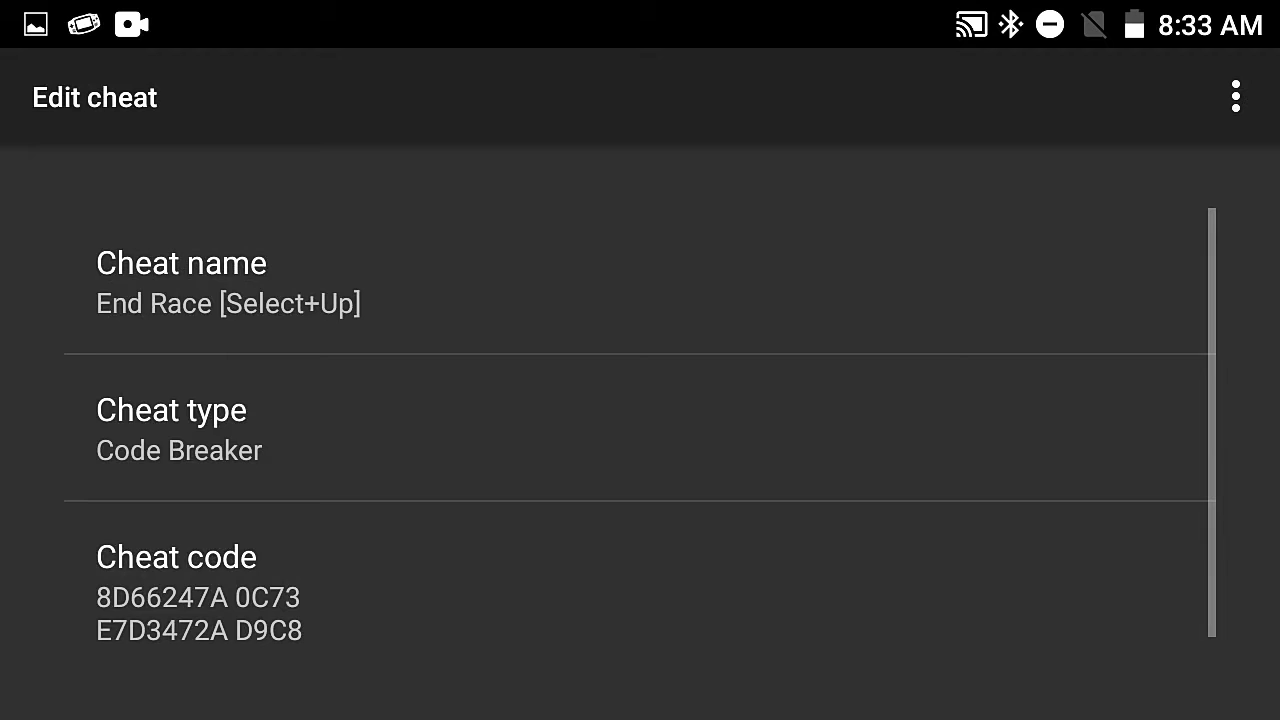 8:33 AM
Edit cheat
Cheat name
End Race [Select+Up]
Cheat type
Code Breaker
Cheat code
8D66247A 0C73
E7D3472A D9C8